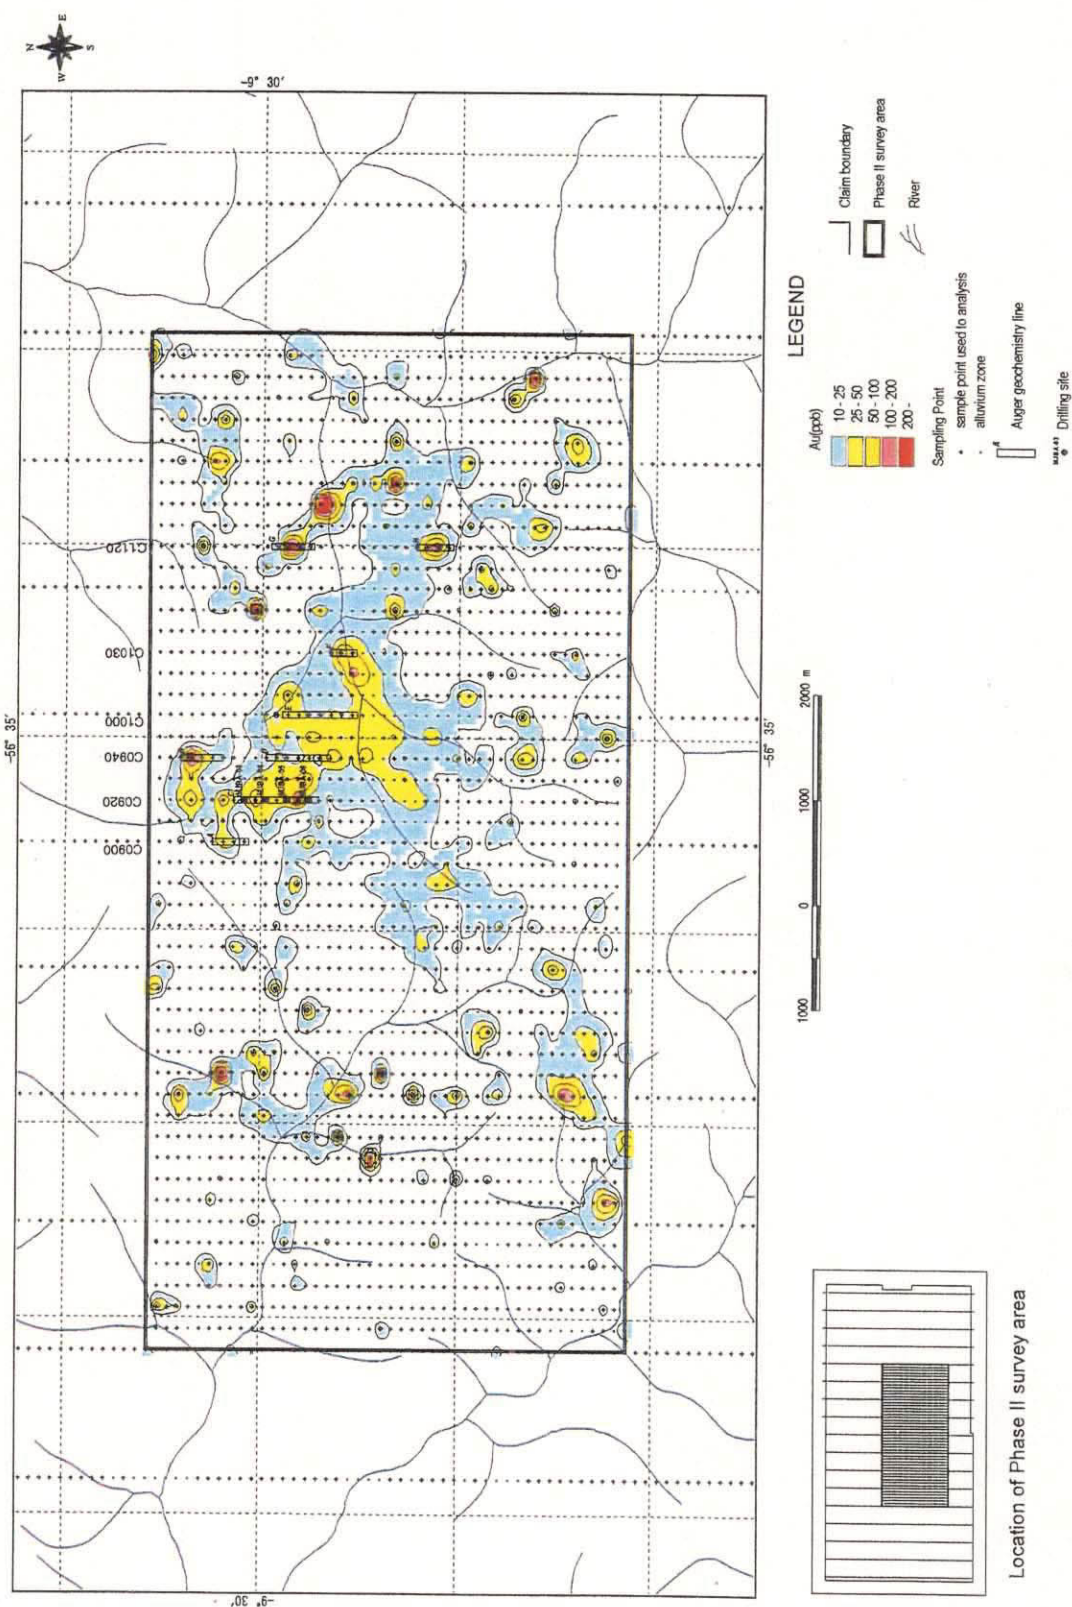 N
E
W
S
-9° 30'
-56° 35'
C1120
C1030
C1000
C0940
C0920
C0900
-9° 30'
-56° 35'
1000
0
1000
2000 m
LEGEND
Au(ppb)
10 - 25
25 - 50
50 - 100
100 - 200
200 -
Sampling Point
sample point used to analysis
alluvium zone
Auger geochemistry line
Drilling site
Claim boundary
Phase II survey area
River
Location of Phase II survey area